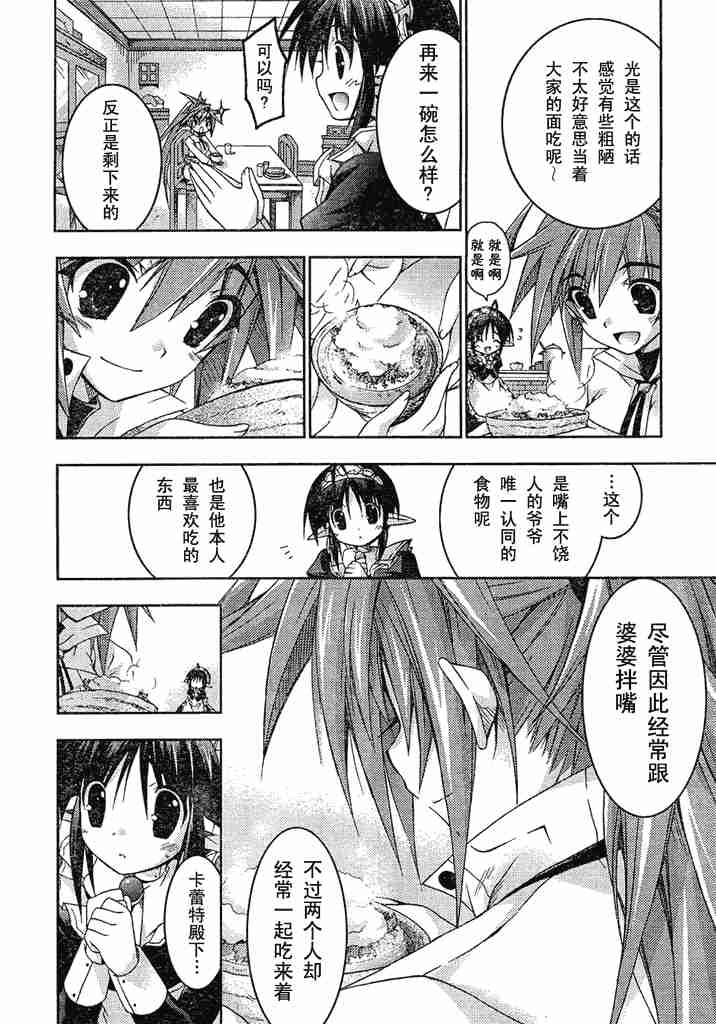 光是这个的话
感觉有些粗陋
不太好意思当着
大家的面吃呢～
再来一碗怎么样？
可以吗？
反正是剩下来的
就是啊
就是啊
…这个
是嘴上不饶
人的爷爷
唯一认同的
食物呢
也是他本人
最喜欢吃的
东西
尽管因此经常跟
婆婆拌嘴
不过两个人却
经常一起吃来着
卡蕾特殿下…